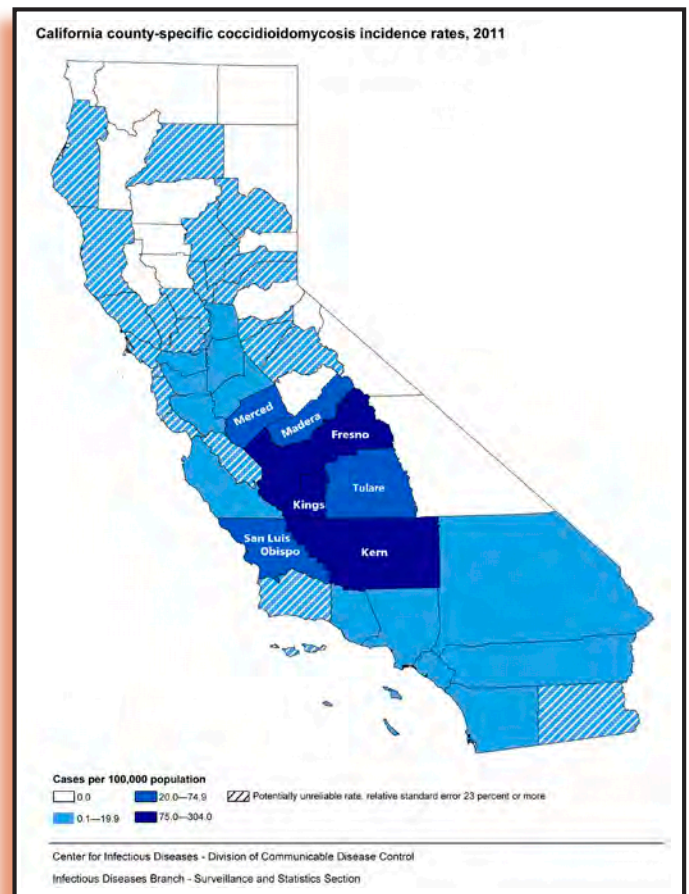 California county-specific coccidioidomycosis incidence rates, 2011
Merced
Madera
Fresno
Tulare
Kings
San Luis
Obispo
Kern
Cases per 100,000 population
0.0
20.0—74.9
Potentially unreliable rate, relative standard error 23 percent or more
0.1—19.9
75.0—304.0
Center for Infectious Diseases - Division of Communicable Disease Control
Infectious Diseases Branch - Surveillance and Statistics Section